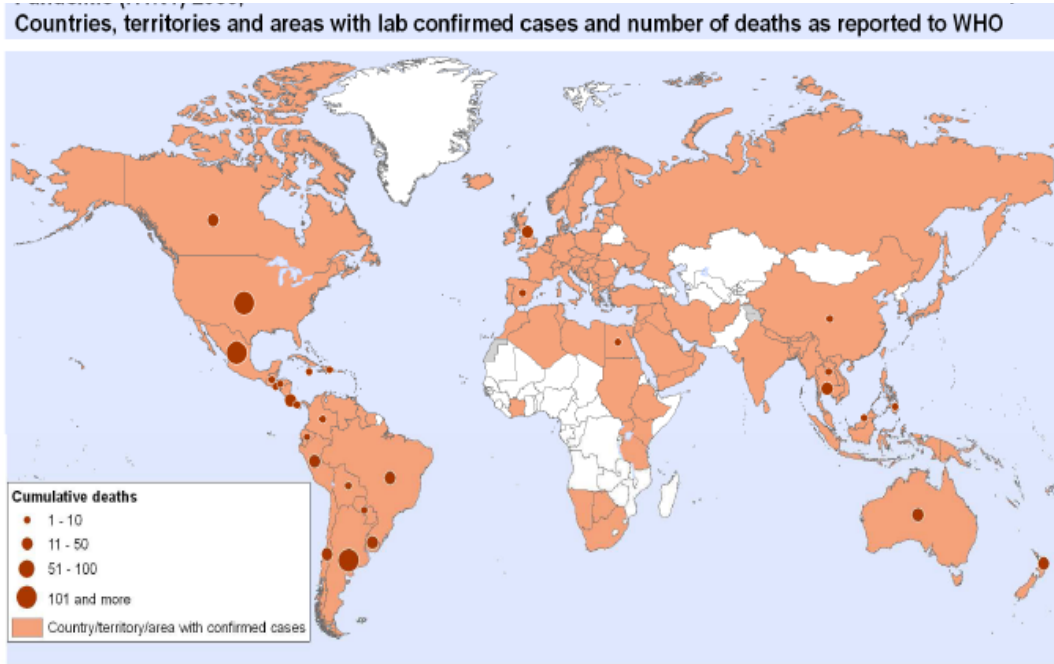 Countries, territories and areas with lab confirmed cases and number of deaths as reported to WHO
Cumulative deaths
1 - 10
11 - 50
51 - 100
101 and more
Country/territory/area with confirmed cases